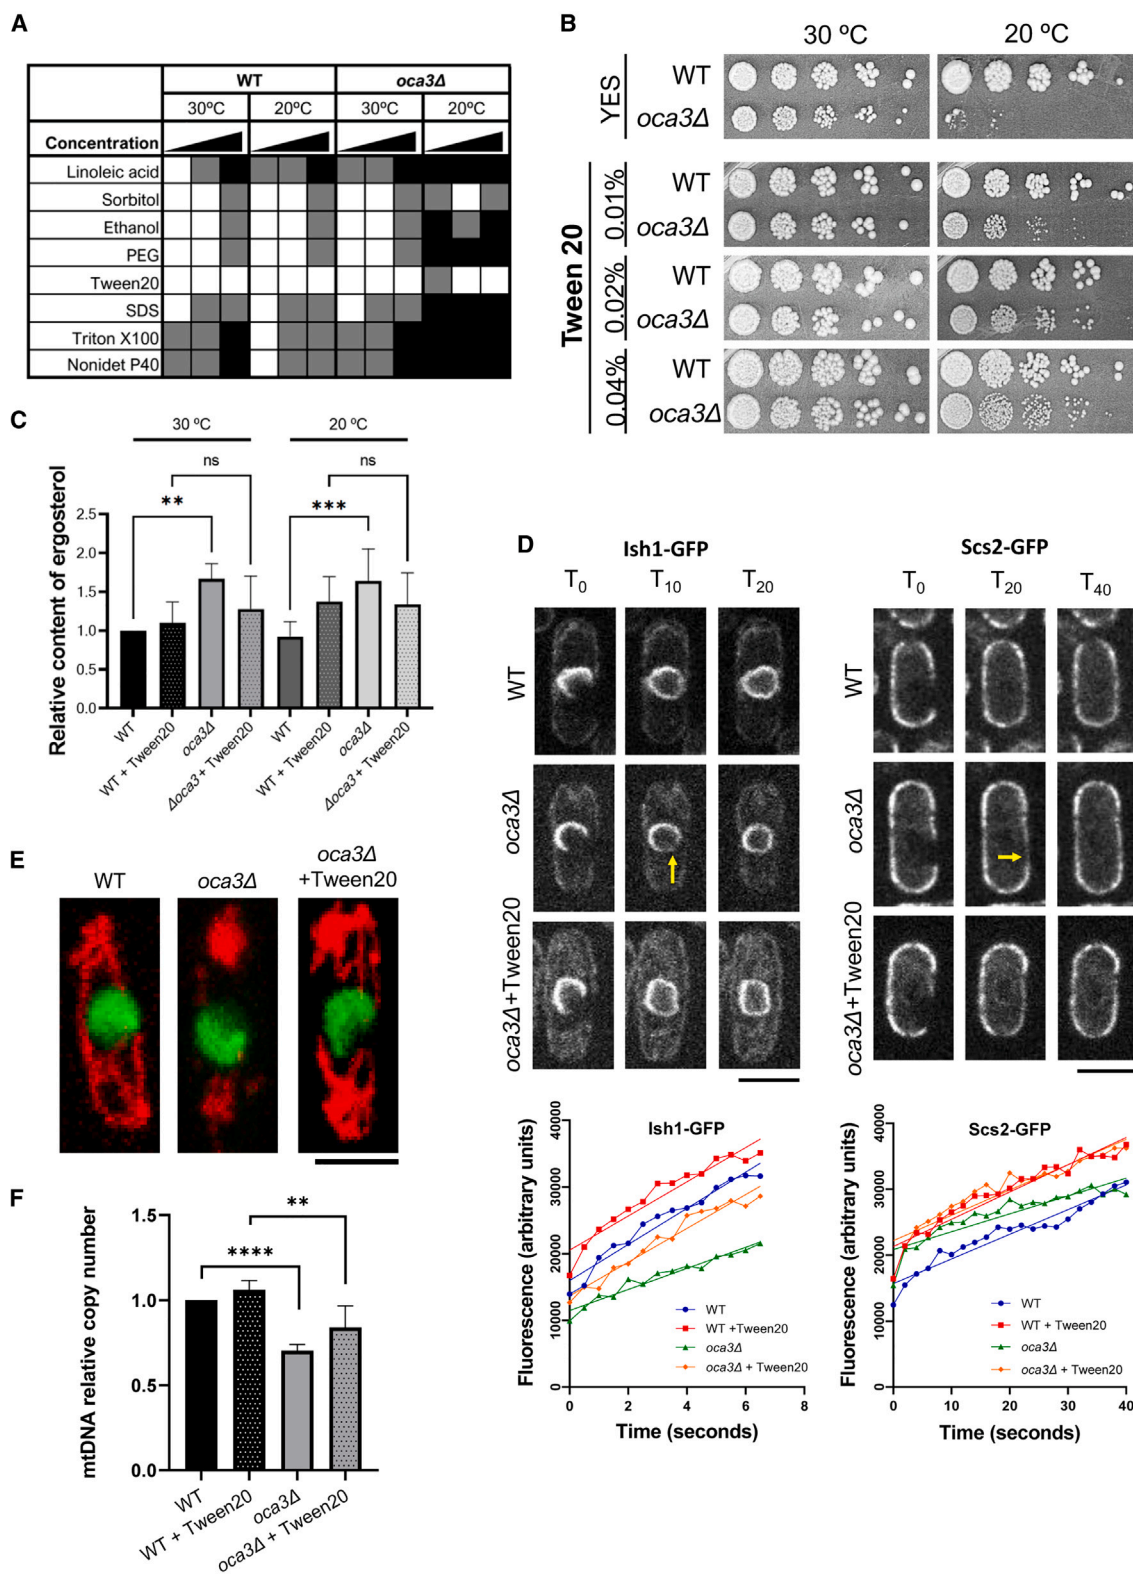 A
WT oca3Δ
30ºC 20ºC 30ºC 20ºC
Concentration
Linoleic acid
Sorbitol
Ethanol
PEG
Tween20
SDS
Triton X100
Nonidet P40
B
30 ºC 20 ºC
YES
WT
oca3Δ
Tween 20
0.01%
WT
oca3Δ
0.02%
WT
oca3Δ
0.04%
WT
oca3Δ
C
30 ºC 20 ºC
ns ns
** ***
Relative content of ergosterol
2.5
2.0
1.5
1.0
0.5
0.0
WT
WT + Tween20
oca3Δ
Δoca3 + Tween20
WT
WT + Tween20
oca3Δ
Δoca3 + Tween20
D
Ish1-GFP
T0 T10 T20
WT
oca3Δ
oca3Δ+Tween20
Scs2-GFP
T0 T20 T40
WT
oca3Δ
oca3Δ+Tween20
Ish1-GFP
Fluorescence (arbitrary units)
40000
30000
20000
10000
0
WT
WT +Tween20
oca3Δ
oca3Δ + Tween20
0 2 4 6 8
Time (seconds)
Scs2-GFP
Fluorescence (arbitrary units)
40000
30000
20000
10000
0
WT
WT + Tween20
oca3Δ
oca3Δ + Tween20
0 10 20 30 40
Time (seconds)
E
WT oca3Δ oca3Δ
+Tween20
F
**
****
mtDNA relative copy number
1.5
1.0
0.5
0.0
WT
WT + Tween20
oca3Δ
oca3Δ + Tween20